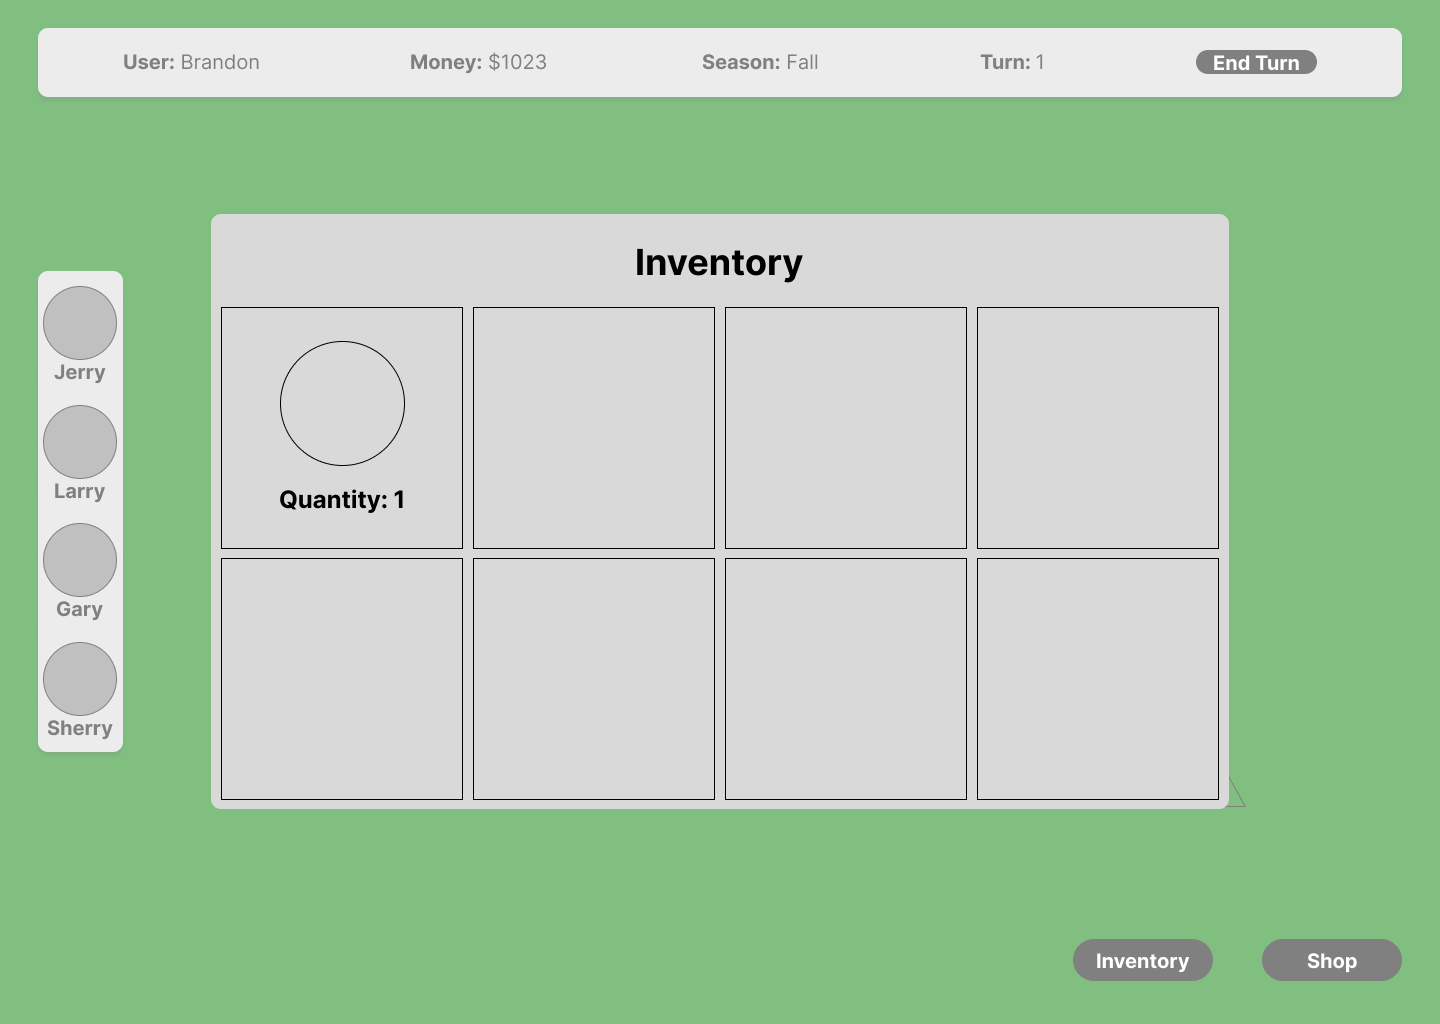 User: Brandon
Money: $1023
Season: Fall
Turn: 1
End Turn
Inventory
Quantity: 1
Jerry
Larry
Gary
Sherry
Inventory
Shop